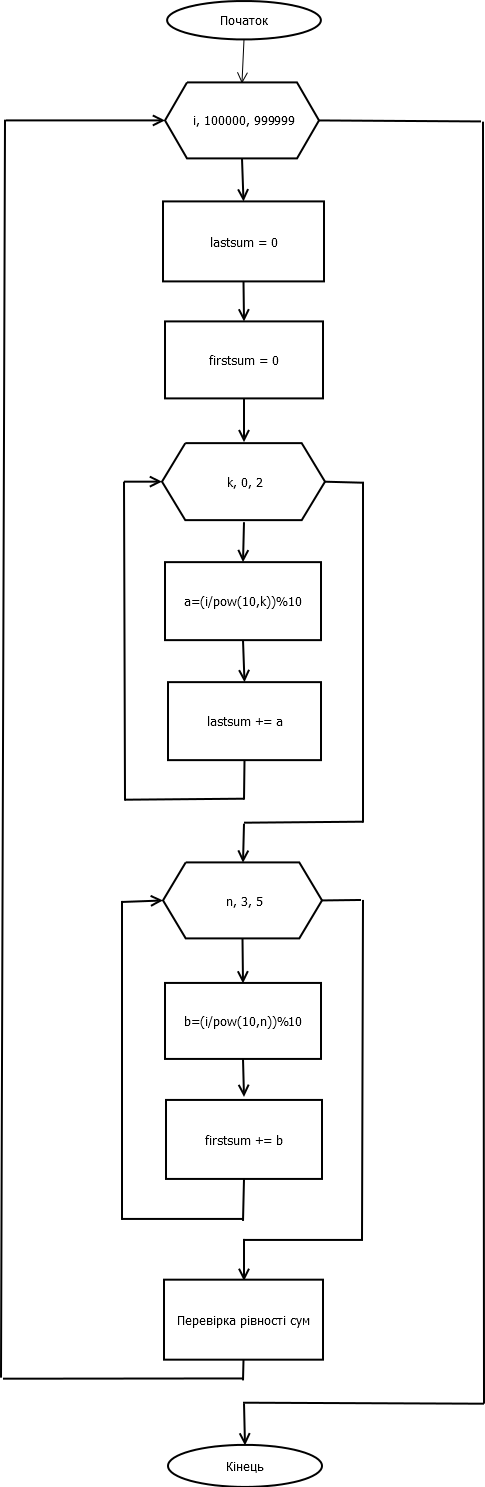 Початок
i, 100000, 999999
lastsum = 0
firstsum = 0
k, 0, 2
a=(i/pow(10,k))%10
lastsum += a
n, 3, 5
b=(i/pow(10,n))%10
firstsum += b
Перевірка рівності сум
Кінець